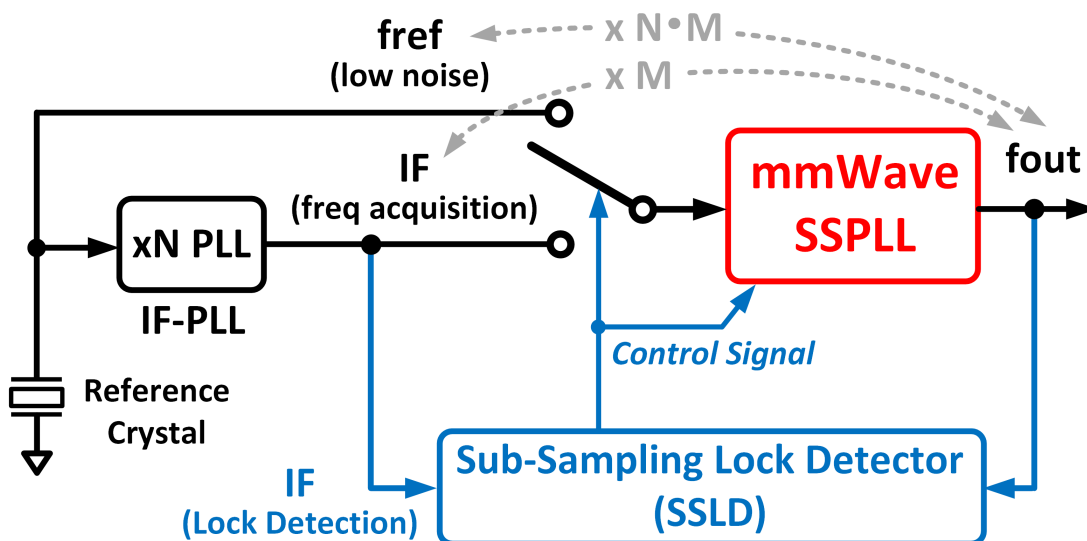 fref
(low noise)
x N•M
x M
IF
(freq acquisition)
mmWave
SSPLL
fout
xN PLL
IF-PLL
Control Signal
Reference
Crystal
IF
(Lock Detection)
Sub-Sampling Lock Detector
(SSLD)